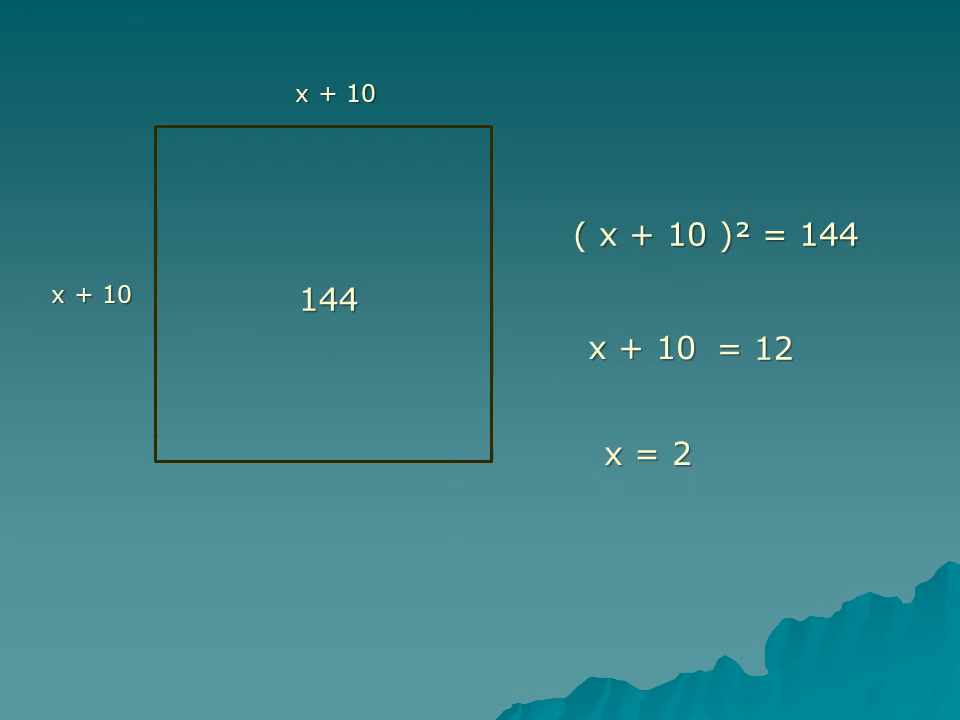 x + 10
x + 10
144
( x + 10 )² = 144
x + 10 = 12
x = 2